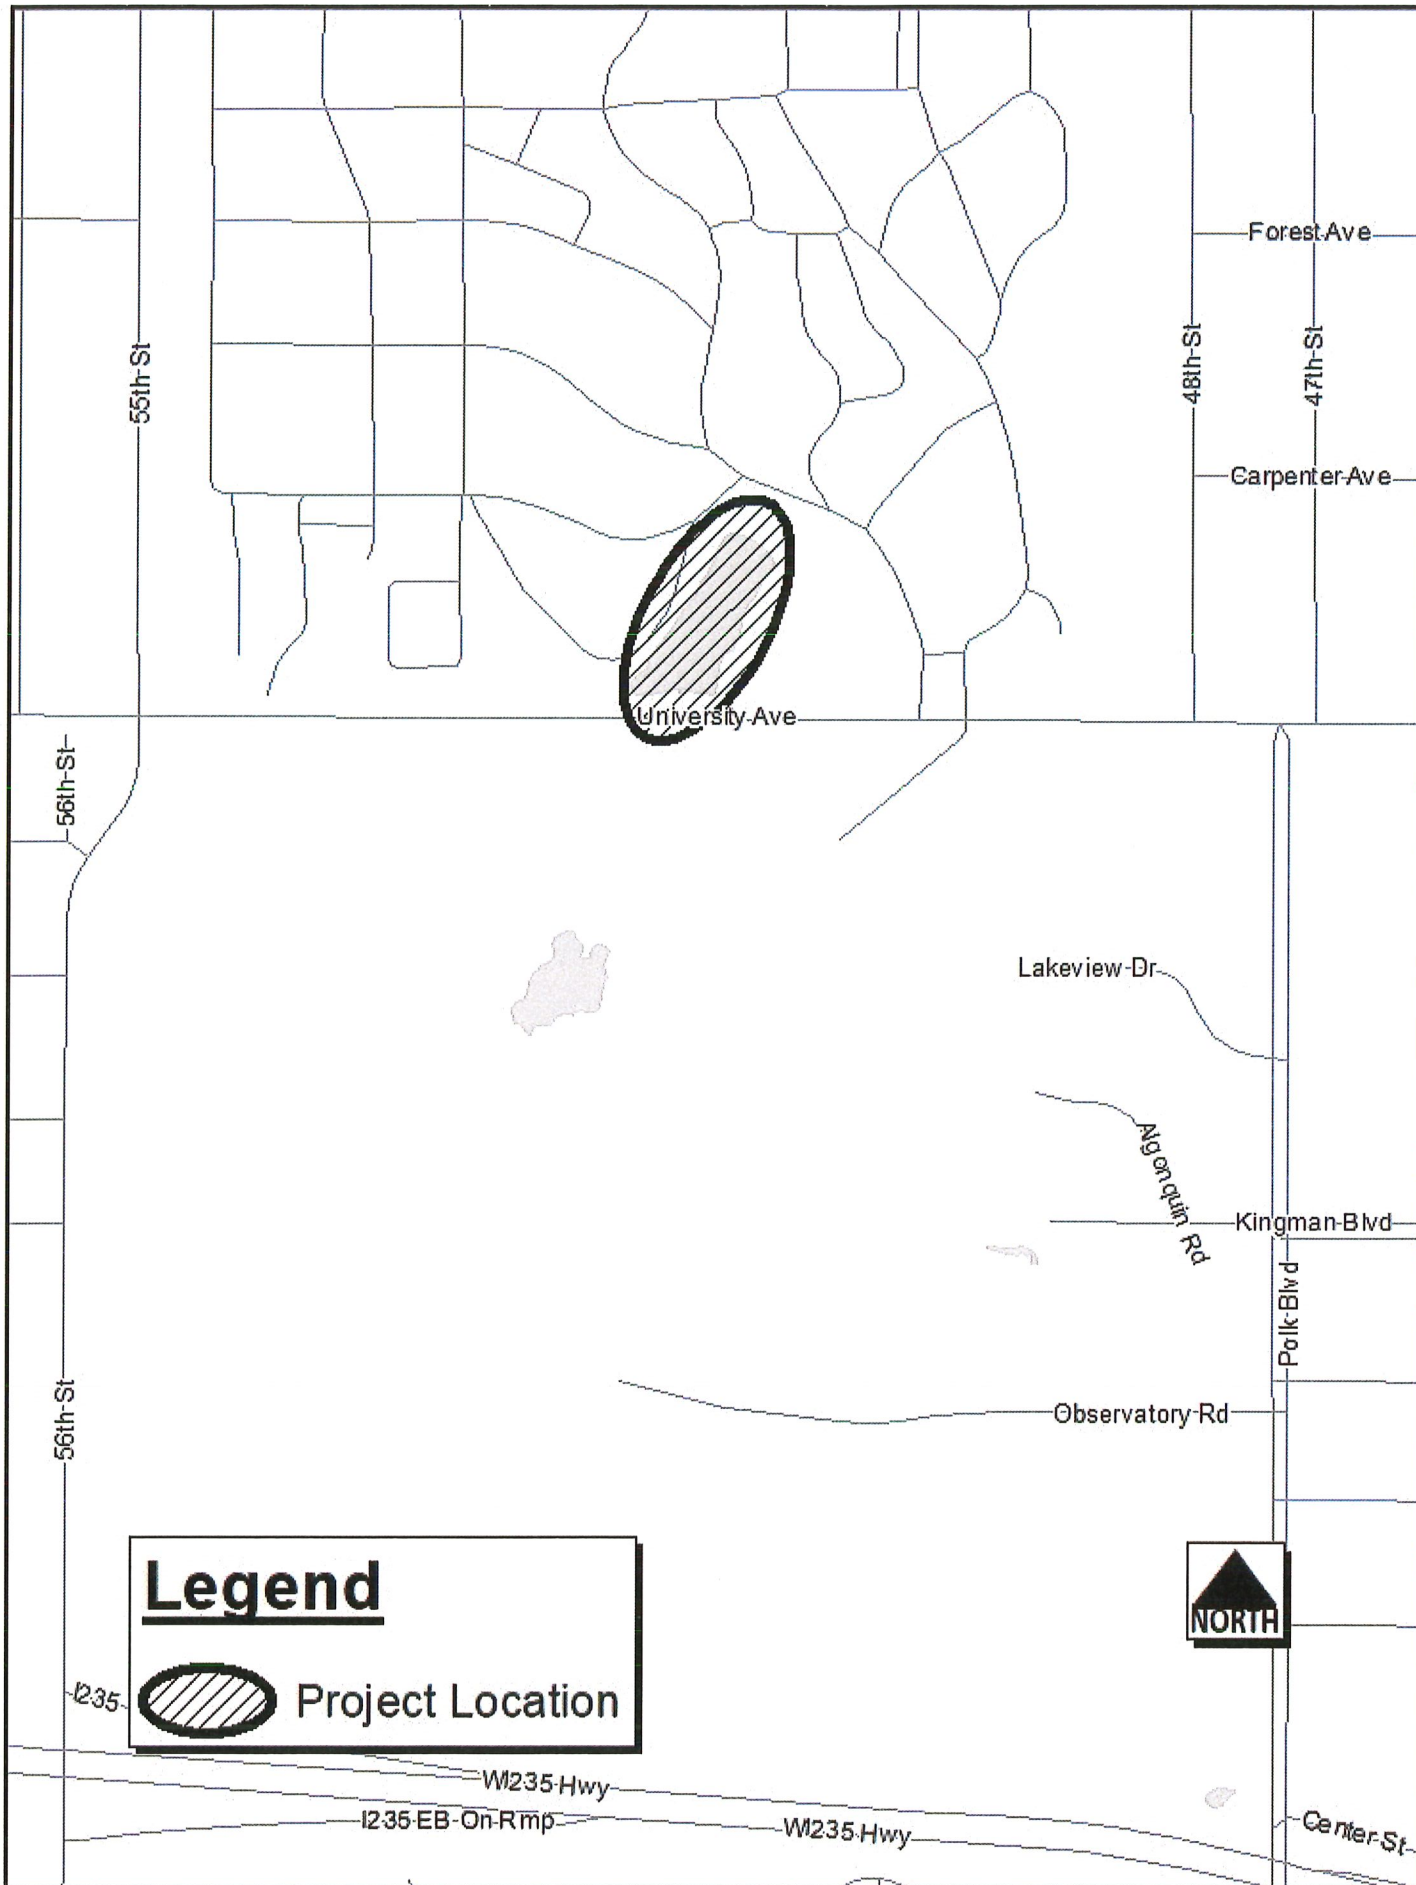 Forest Ave
55th St
48th St
47th St
Carpenter Ave
University Ave
56th St
Lakeview Dr
Algonquin Rd
Kingman Blvd
Polk Blvd
56th St
Observatory Rd
Legend
Project Location
NORTH
I235
WI235 Hwy
I235 EB On Rmp
WI235 Hwy
Center St